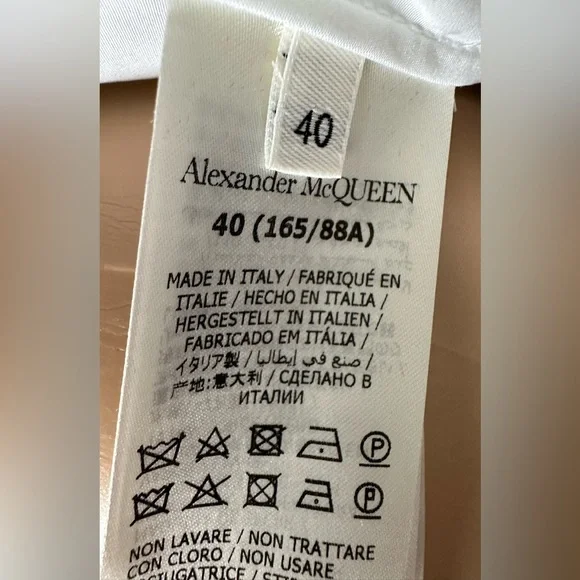 40
Alexander McQUEEN
40 (165/88A)
MADE IN ITALY / FABRIQUÉ EN
ITALIE / HECHO EN ITALIA /
HERGESTELLT IN ITALIEN /
FABRICADO EM ITÁLIA /
イタリア製 / صنع في إيطاليا /
产地:意大利 / СДЕЛАНО В
ИТАЛИИ
P
P
NON LAVARE / NON TRATTARE
CON CLORO / NON USARE